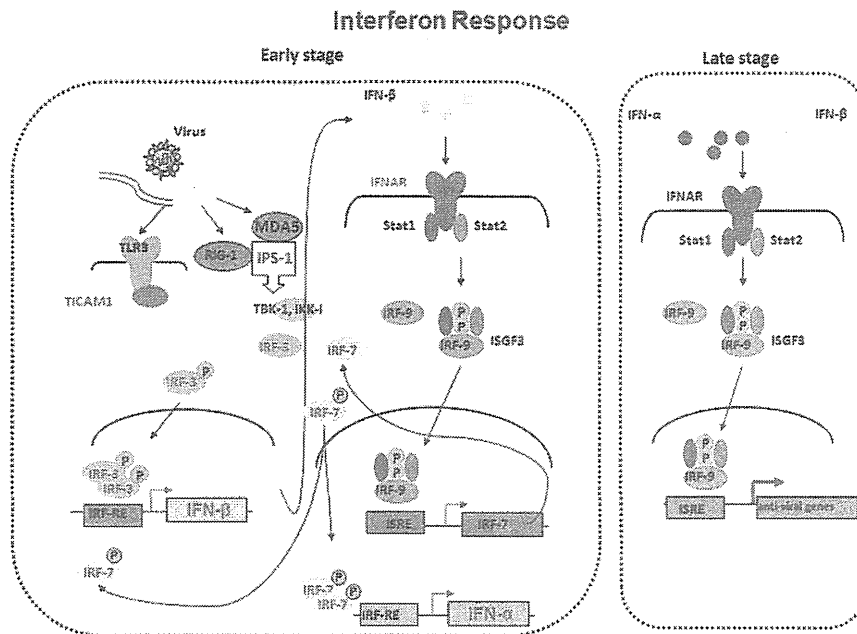 Interferon Response
Early stage
Late stage
IFN-β
IFN-α
IFN-β
Virus
IFNAR
IFNAR
MDA5
Stat1
Stat2
Stat1
Stat2
TLR3
RIG-1
IPS-1
TICAM1
TBK-1, IKK-i
IRF-9
P
P
IRF-9
ISGF3
IRF-9
P
P
IRF-9
ISGF3
IRF-3
IRF-7
IRF-3
P
IRF-7
P
IRF-3
P
IRF-3
P
P
P
IRF-9
P
P
IRF-9
IRF-RE
IFN-β
ISRE
IRF-7
ISRE
anti-viral genes
IRF-7
P
IRF-7
P
IRF-7
P
IRF-RE
IFN-α